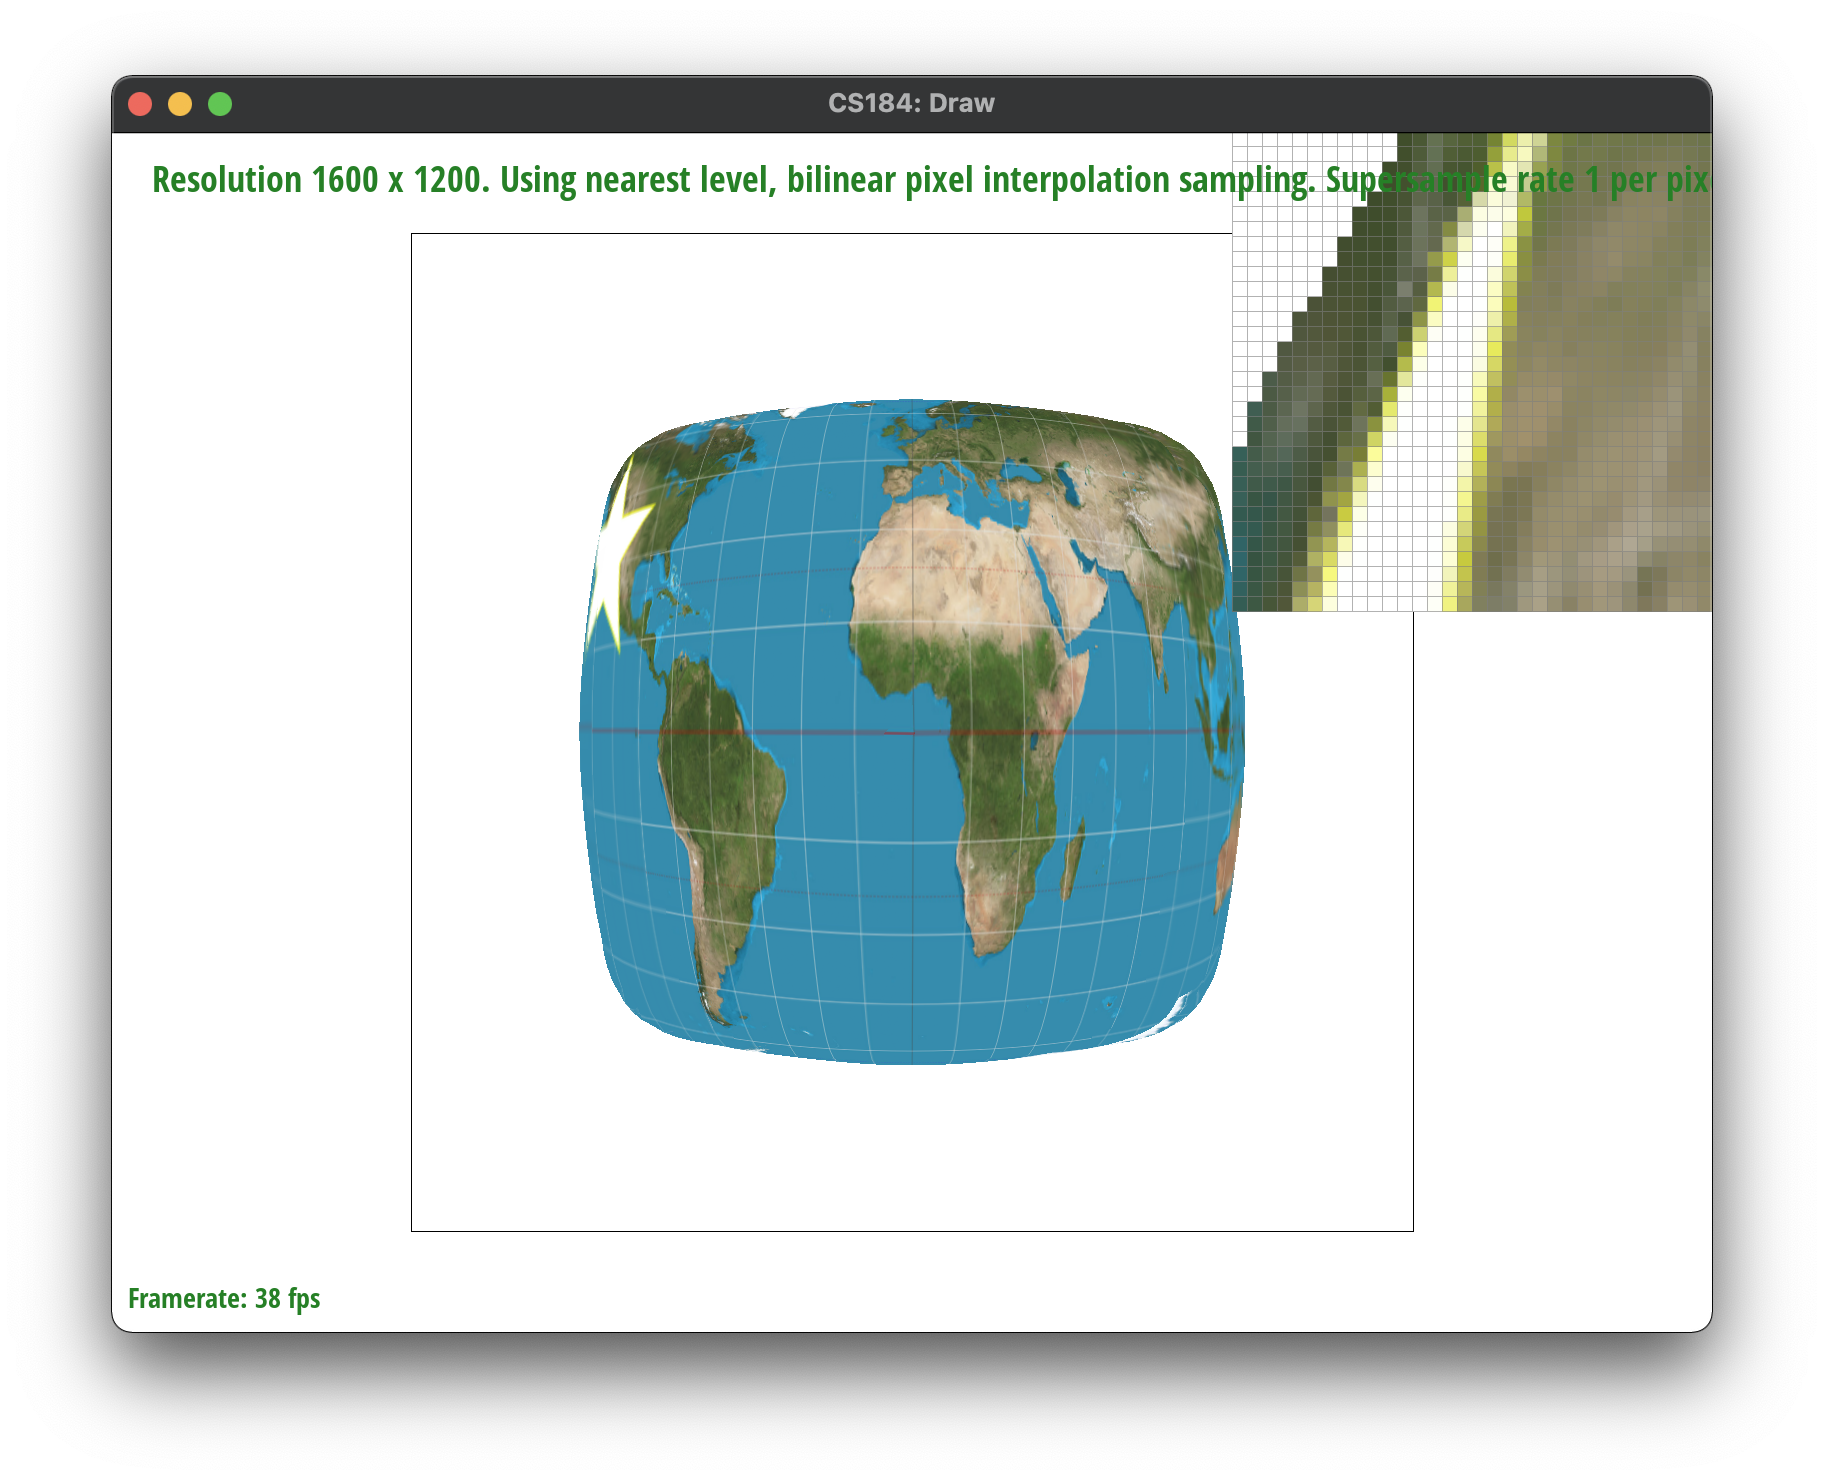 CS184: Draw
Resolution 1600 x 1200. Using nearest level, bilinear pixel interpolation sampling. Supersample rate 1 per
Framerate: 38 fps